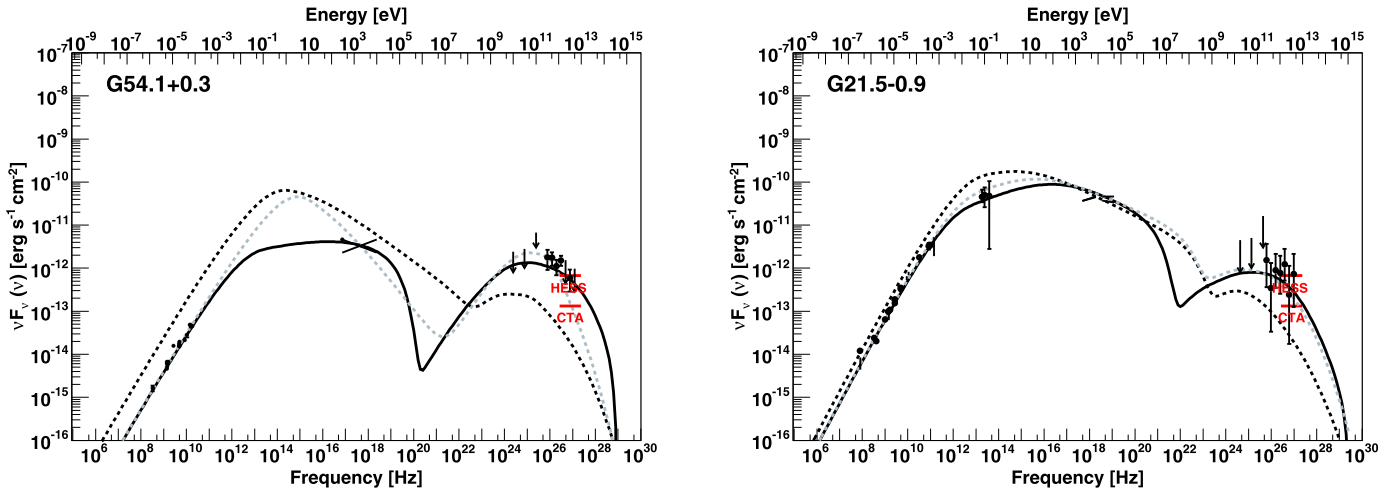 Energy [eV]
10^-9 10^-7 10^-5 10^-3 10^-1 10 10^3 10^6 10^9 10^11 10^13 10^15
G54.1+0.3
10^-7
10^-8
10^-9
10^-10
10^-11
10^-12
10^-13
10^-14
10^-15
10^-16
νF_ν (ν) [erg s^-1 cm^-2]
HESS
CTA
10^6 10^8 10^10 10^12 10^14 10^16 10^18 10^20 10^22 10^24 10^26 10^28 10^30
Frequency [Hz]
Energy [eV]
10^-9 10^-7 10^-5 10^-3 10^-1 10 10^3 10^5 10^7 10^9 10^11 10^13 10^15
G21.5-0.9
10^-7
10^-8
10^-9
10^-10
10^-11
10^-12
10^-13
10^-14
10^-15
10^-16
νF_ν (ν) [erg s^-1 cm^-2]
HESS
CTA
10^6 10^8 10^10 10^12 10^14 10^16 10^18 10^20 10^22 10^24 10^26 10^28 10^30
Frequency [Hz]